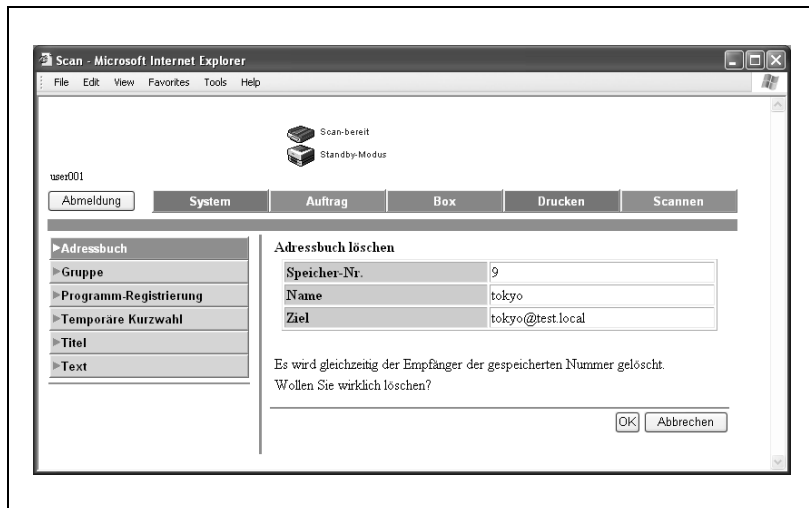 Scan - Microsoft Internet Explorer
File Edit View Favorites Tools Help
Scan-bereit
Standby-Modus
user001
Abmeldung System Auftrag Box Drucken Scannen
Adressbuch
Gruppe
Programm-Registrierung
Temporäre Kurzwahl
Titel
Text
Adressbuch löschen
Speicher-Nr. 9
Name tokyo
Ziel tokyo@test.local
Es wird gleichzeitig der Empfänger der gespeicherten Nummer gelöscht.
Wollen Sie wirklich löschen?
OK Abbrechen